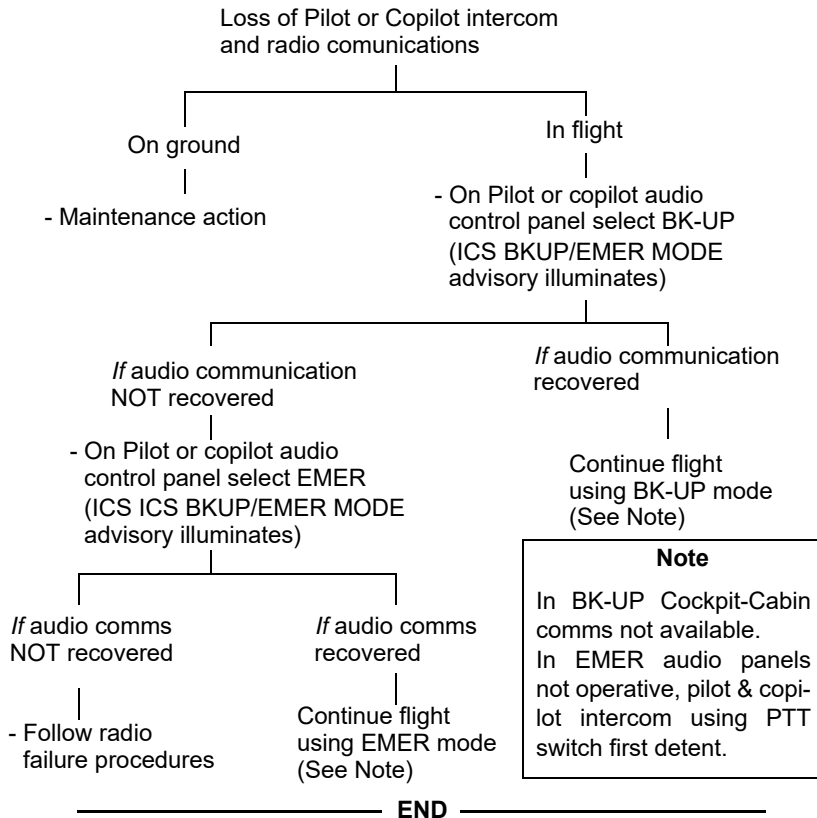 Loss of Pilot or Copilot intercom
and radio comunications
On ground
- Maintenance action
In flight
- On Pilot or copilot audio
control panel select BK-UP
(ICS BKUP/EMER MODE
advisory illuminates)
If audio communication
NOT recovered
- On Pilot or copilot audio
control panel select EMER
(ICS ICS BKUP/EMER MODE
advisory illuminates)
If audio communication
recovered
Continue flight
using BK-UP mode
(See Note)
If audio comms
NOT recovered
- Follow radio
failure procedures
If audio comms
recovered
Continue flight
using EMER mode
(See Note)
Note
In BK-UP Cockpit-Cabin
comms not available.
In EMER audio panels
not operative, pilot & copi-
lot intercom using PTT
switch first detent.
END